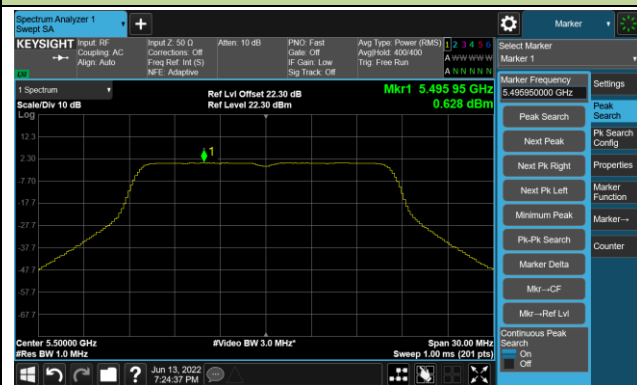 Spectrum Analyzer 1
Swept SA
+
Marker
KEYSIGHT
Input: RF
Coupling: AC
Align: Auto
Input Z: 50 Ω
Corrections: Off
Freq Ref: Int (S)
NFE: Adaptive
Atten: 10 dB
PNO: Fast
Gate: Off
IF Gain: Low
Sig Track: Off
Avg Type: Power (RMS)
Avg|Hold: 400/400
Trig: Free Run
1 2 3 4 5 6
A W W W W W
A N N N N N
Select Marker
Marker 1
LXI
1 Spectrum
Scale/Div 10 dB
Log
Ref Lvl Offset 22.30 dB
Ref Level 22.30 dBm
Mkr1 5.495 95 GHz
0.628 dBm
1
12.3
2.30
-7.70
-17.7
-27.7
-37.7
-47.7
-57.7
-67.7
Center 5.50000 GHz
#Res BW 1.0 MHz
#Video BW 3.0 MHz*
Span 30.00 MHz
Sweep 1.00 ms (201 pts)
Marker Frequency
5.495950000 GHz
Peak Search
Next Peak
Next Pk Right
Next Pk Left
Minimum Peak
Pk-Pk Search
Marker Delta
Mkr→CF
Mkr→Ref Lvl
Continuous Peak
Search
On
Off
Settings
Peak
Search
Pk Search
Config
Properties
Marker
Function
Marker→
Counter
?
Jun 13, 2022
7:24:37 PM